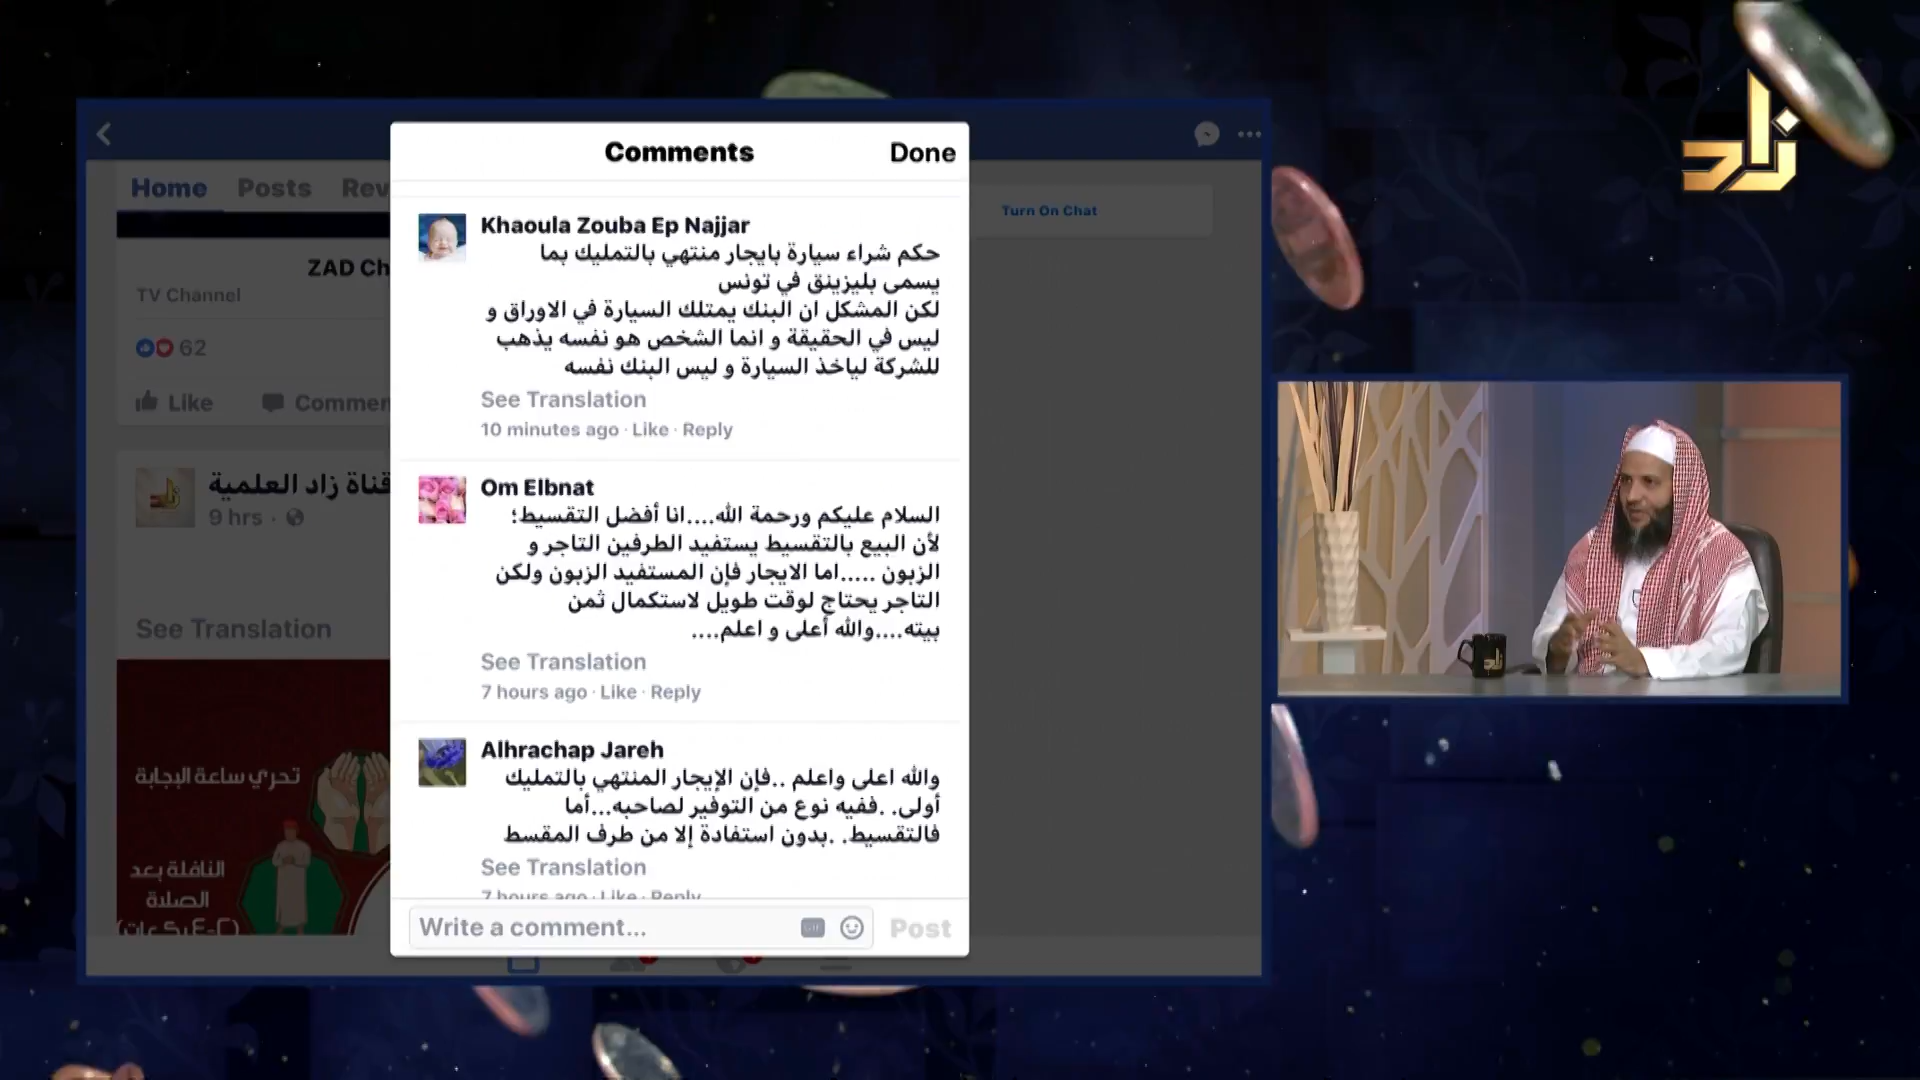 زاد
Comments
Done
Home
Posts
Turn On Chat
TV Channel
62
Like
قناة زاد العلمية
9 hrs
See Translation
تحري ساعة الإجابة
النافلة بعد
الصلاة
Khaoula Zouba Ep Najjar
حكم شراء سيارة بايجار منتهي بالتمليك بما
يسمى بليزينق في تونس
لكن المشكل ان البنك يمتلك السيارة في الاوراق و
ليس في الحقيقة و انما الشخص هو نفسه يذهب
للشركة لياخذ السيارة و ليس البنك نفسه
See Translation
10 minutes ago · Like · Reply
Om Elbnat
السلام عليكم ورحمة الله....انا أفضل التقسيط؛
لأن البيع بالتقسيط يستفيد الطرفين التاجر و
الزبون .....اما الايجار فإن المستفيد الزبون ولكن
التاجر يحتاج لوقت طويل لاستكمال ثمن
بيته....والله أعلى و اعلم....
See Translation
7 hours ago · Like · Reply
Alhrachap Jareh
والله اعلى واعلم ..فإن الإيجار المنتهي بالتمليك
أولى. .ففيه نوع من التوفير لصاحبه...أما
فالتقسيط. .بدون استفادة إلا من طرف المقسط
See Translation
7 hours ago · Like · Reply
Write a comment...
GIF
Post
زاد